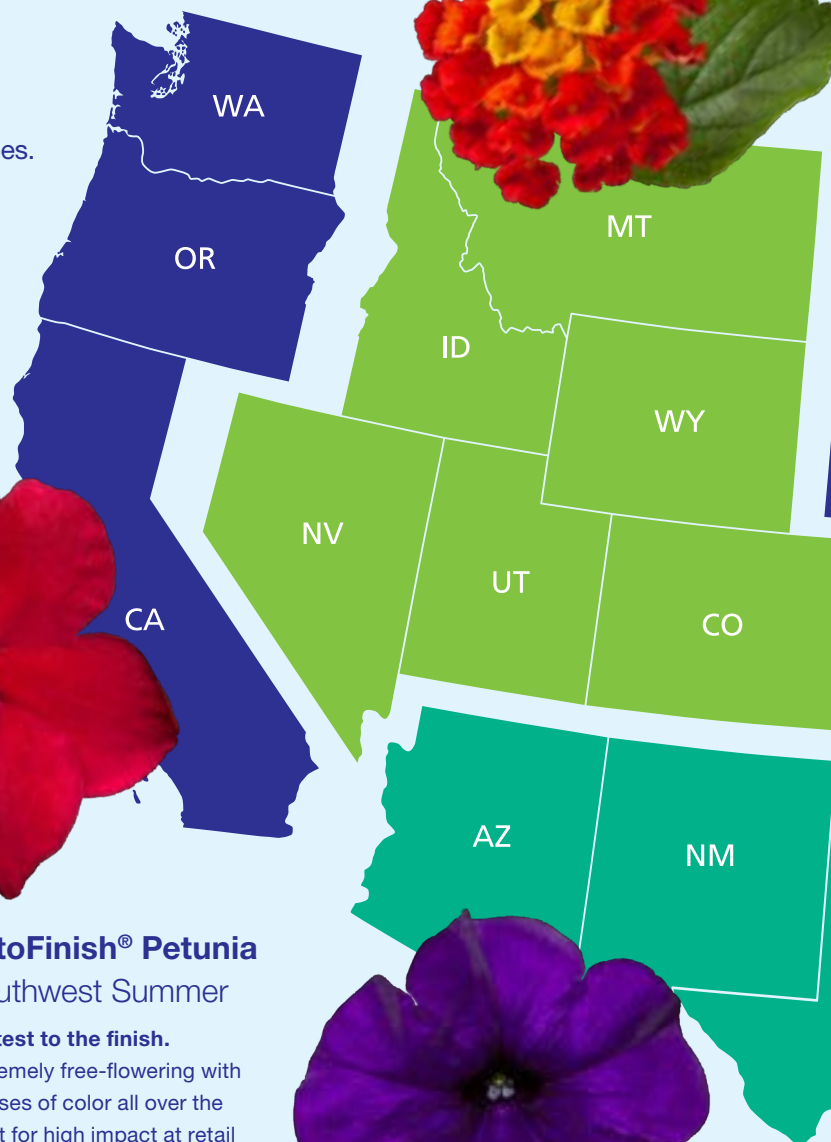 WA
es.
OR
MT
ID
WY
NV
UT
CA
CO
AZ
NM
toFinish® Petunia
uthwest Summer
test to the finish.
emely free-flowering with
ses of color all over the
t for high impact at retail